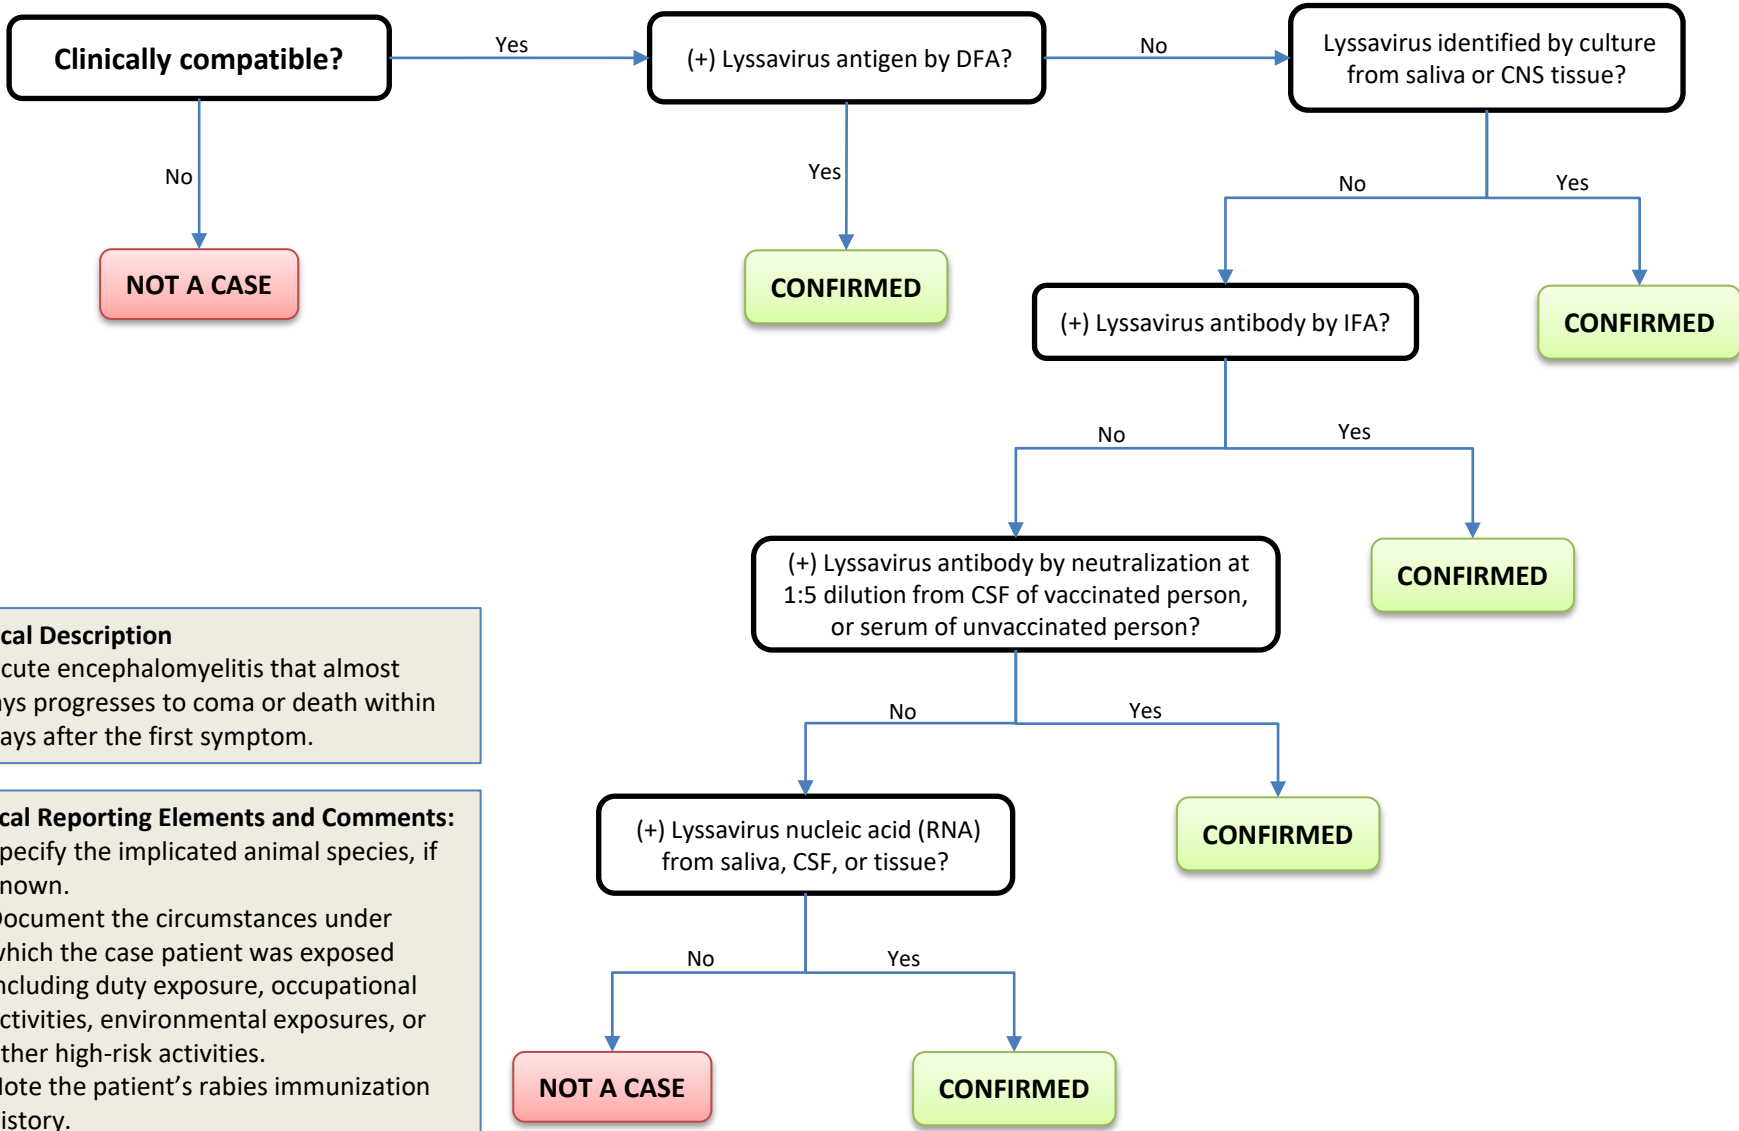 Clinically compatible?
Yes
(+) Lyssavirus antigen by DFA?
No
Lyssavirus identified by culture
from saliva or CNS tissue?
No
NOT A CASE
Yes
CONFIRMED
No
Yes
(+) Lyssavirus antibody by IFA?
CONFIRMED
No
Yes
(+) Lyssavirus antibody by neutralization at
1:5 dilution from CSF of vaccinated person,
or serum of unvaccinated person?
CONFIRMED
No
Yes
(+) Lyssavirus nucleic acid (RNA)
from saliva, CSF, or tissue?
CONFIRMED
No
Yes
NOT A CASE
CONFIRMED
cal Description
cute encephalomyelitis that almost
ys progresses to coma or death within
ays after the first symptom.
cal Reporting Elements and Comments:
pecify the implicated animal species, if
nown.
Document the circumstances under
which the case patient was exposed
ncluding duty exposure, occupational
ctivities, environmental exposures, or
ther high-risk activities.
Note the patient’s rabies immunization
istory.